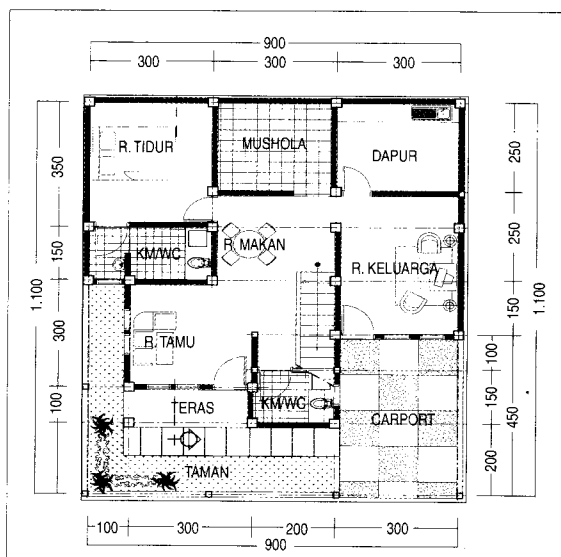 900
300 300 300
R. TIDUR
MUSHOLA
DAPUR
350
150
300
100
1.100
250
250
150
1.100
100
150
200
450
KM/WC
R. MAKAN
R. KELUARGA
R. TAMU
TERAS
KM/WC
CARPORT
TAMAN
100 300 200 300
900